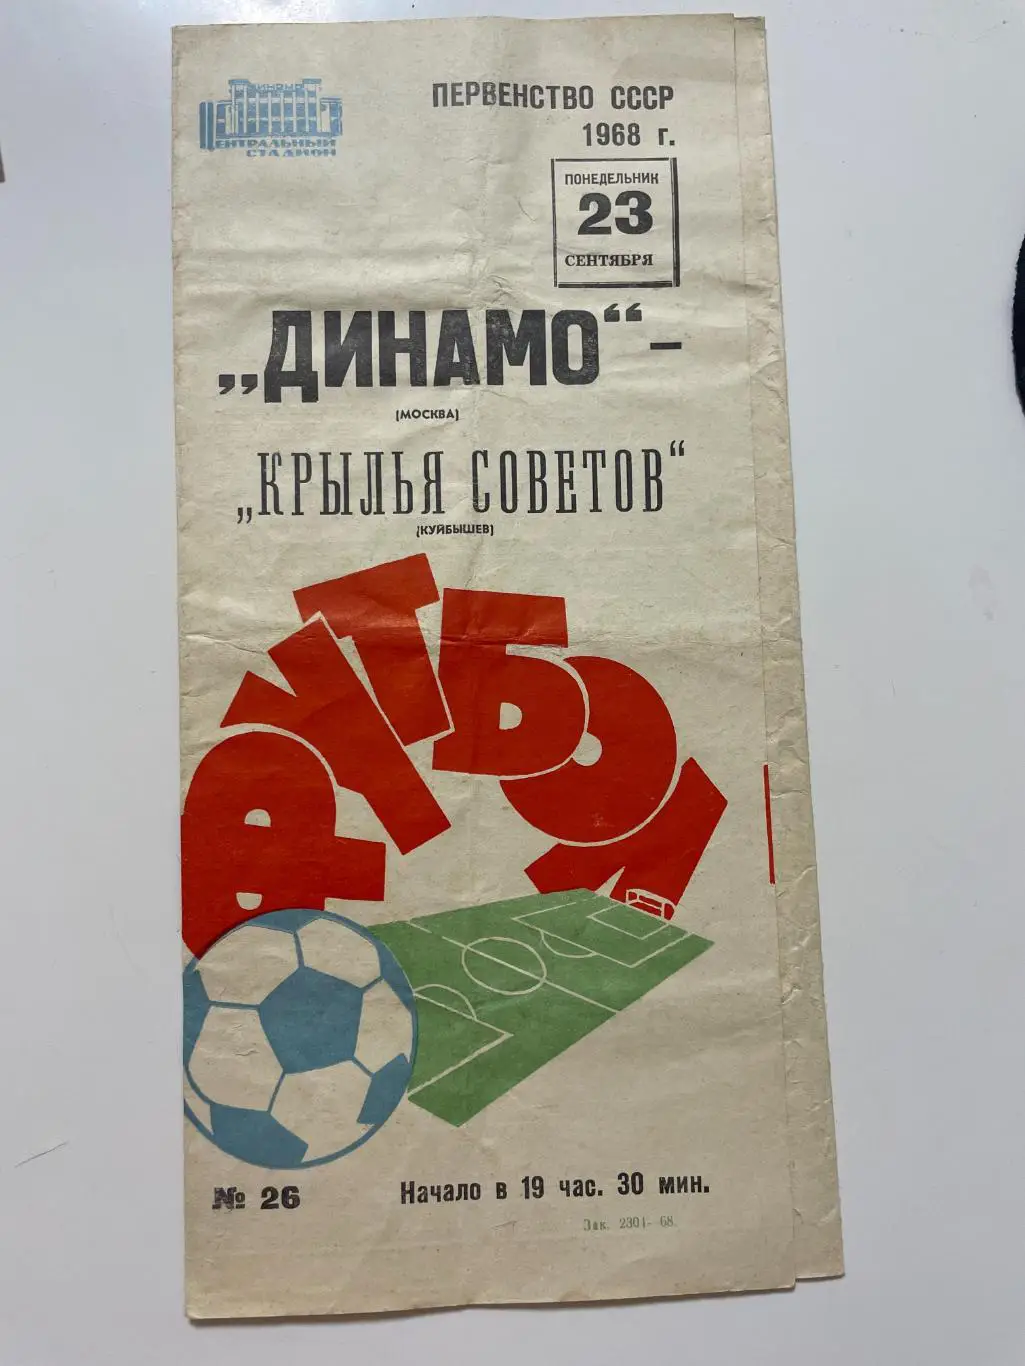 ДИНАМО
ЦЕНТРАЛЬНЫЙ
СТАДИОН
ПЕРВЕНСТВО СССР
1968 г.
ПОНЕДЕЛЬНИК
23
СЕНТЯБРЯ
„ДИНАМО“ –
(МОСКВА)
„КРЫЛЬЯ СОВЕТОВ“
(КУЙБЫШЕВ)
ФУТБОЛ
№ 26
Начало в 19 час. 30 мин.
Зак. 2301-68.